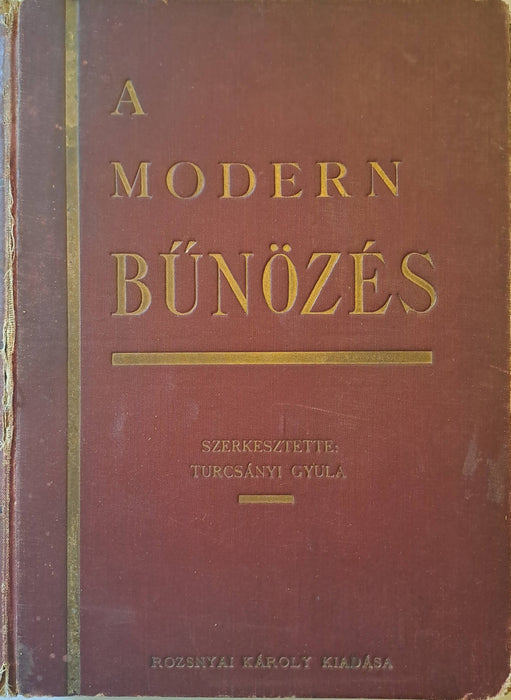 A
MODERN
BŰNÖZÉS
SZERKESZTETTE:
TURCSÁNYI GYULA
ROZSNYAI KÁROLY KIADÁSA